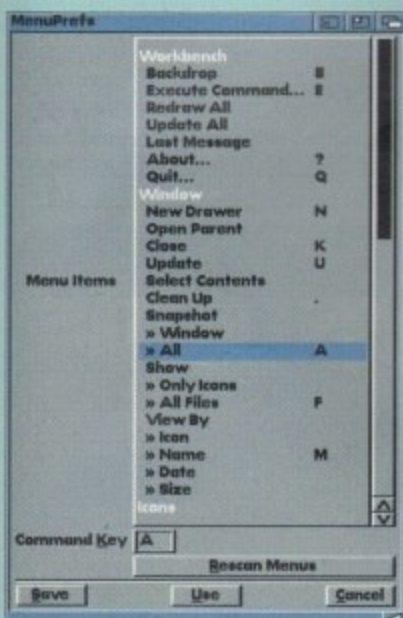 MenuPrefs
Workbench
Backdrop B
Execute Command... E
Redraw All
Update All
Last Message
About... ?
Quit... Q
Window
New Drawer N
Open Parent
Close K
Update U
Menu Items
Select Contents
Clean Up .
Snapshot
» Window
» All A
Show
» Only Icons
» All Files F
View By
» Icon
» Name M
» Date
» Size
Icons
Command Key A
Rescan Menus
Save Use Cancel